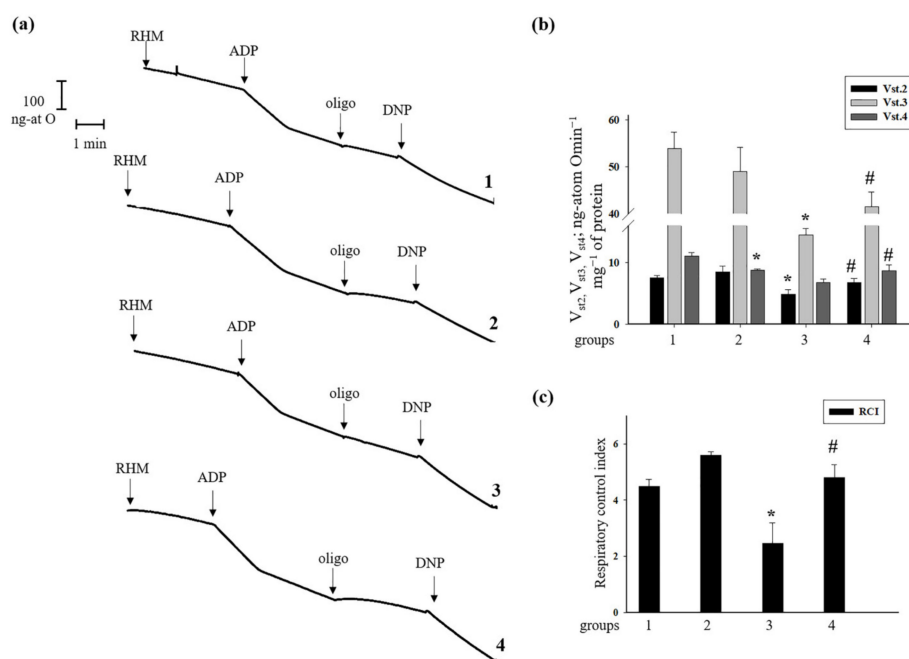 (a)
RHM
ADP
oligo
DNP
100
ng-at O
1 min
1
RHM
ADP
oligo
DNP
2
RHM
ADP
oligo
DNP
3
RHM
ADP
oligo
DNP
4
(b)
Vst.2
Vst.3
Vst.4
V_st2, V_st3, V_st4; ng-atom Omin⁻¹
mg⁻¹ of protein
60
50
40
10
0
*
*
*
#
#
#
groups 1 2 3 4
(c)
RCI
Respiratory control index
6
4
2
0
*
#
groups 1 2 3 4